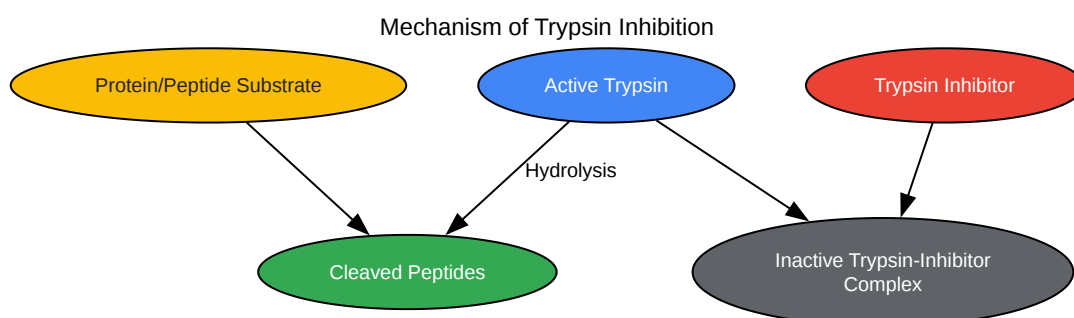 Mechanism of Trypsin Inhibition
Protein/Peptide Substrate
Active Trypsin
Trypsin Inhibitor
Hydrolysis
Cleaved Peptides
Inactive Trypsin-Inhibitor
Complex